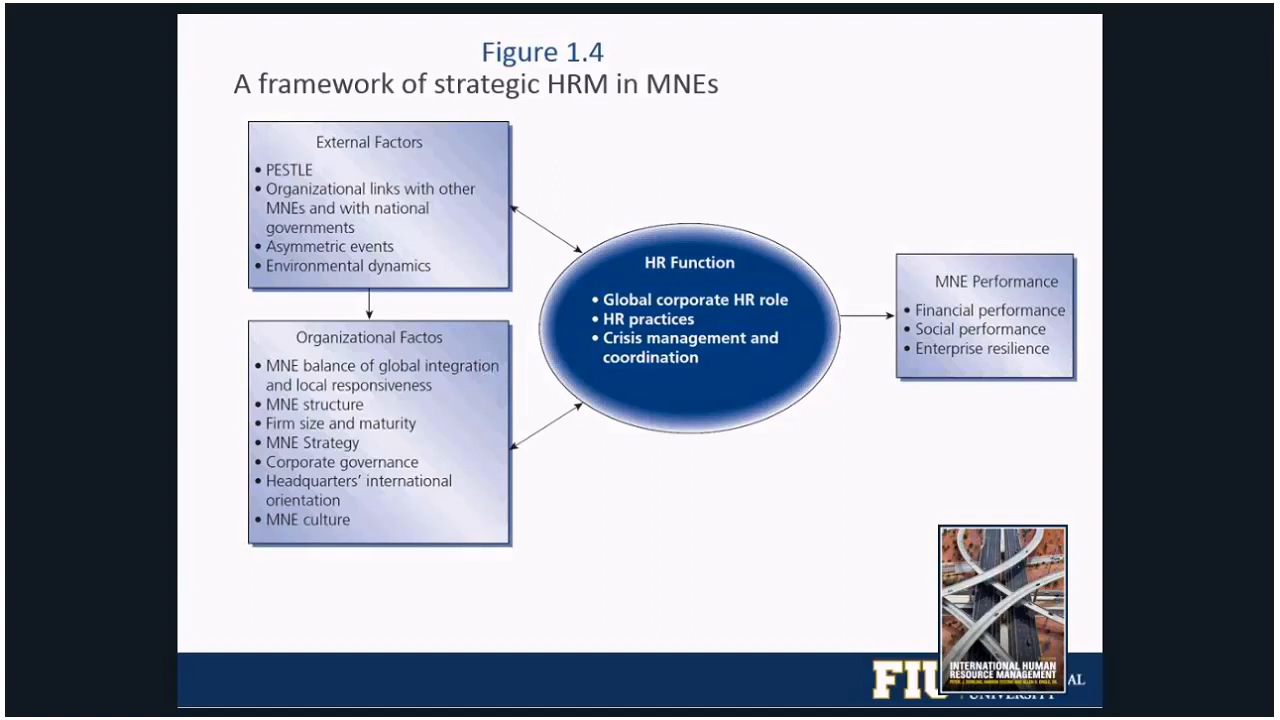 Figure 1.4
A framework of strategic HRM in MNEs
External Factors
• PESTLE
• Organizational links with other
MNEs and with national
governments
• Asymmetric events
• Environmental dynamics
Organizational Factos
• MNE balance of global integration
and local responsiveness
• MNE structure
• Firm size and maturity
• MNE Strategy
• Corporate governance
• Headquarters’ international
orientation
• MNE culture
HR Function
• Global corporate HR role
• HR practices
• Crisis management and
coordination
MNE Performance
• Financial performance
• Social performance
• Enterprise resilience
INTERNATIONAL HUMAN
RESOURCE MANAGEMENT
FIU
AL
UNIVERSITY